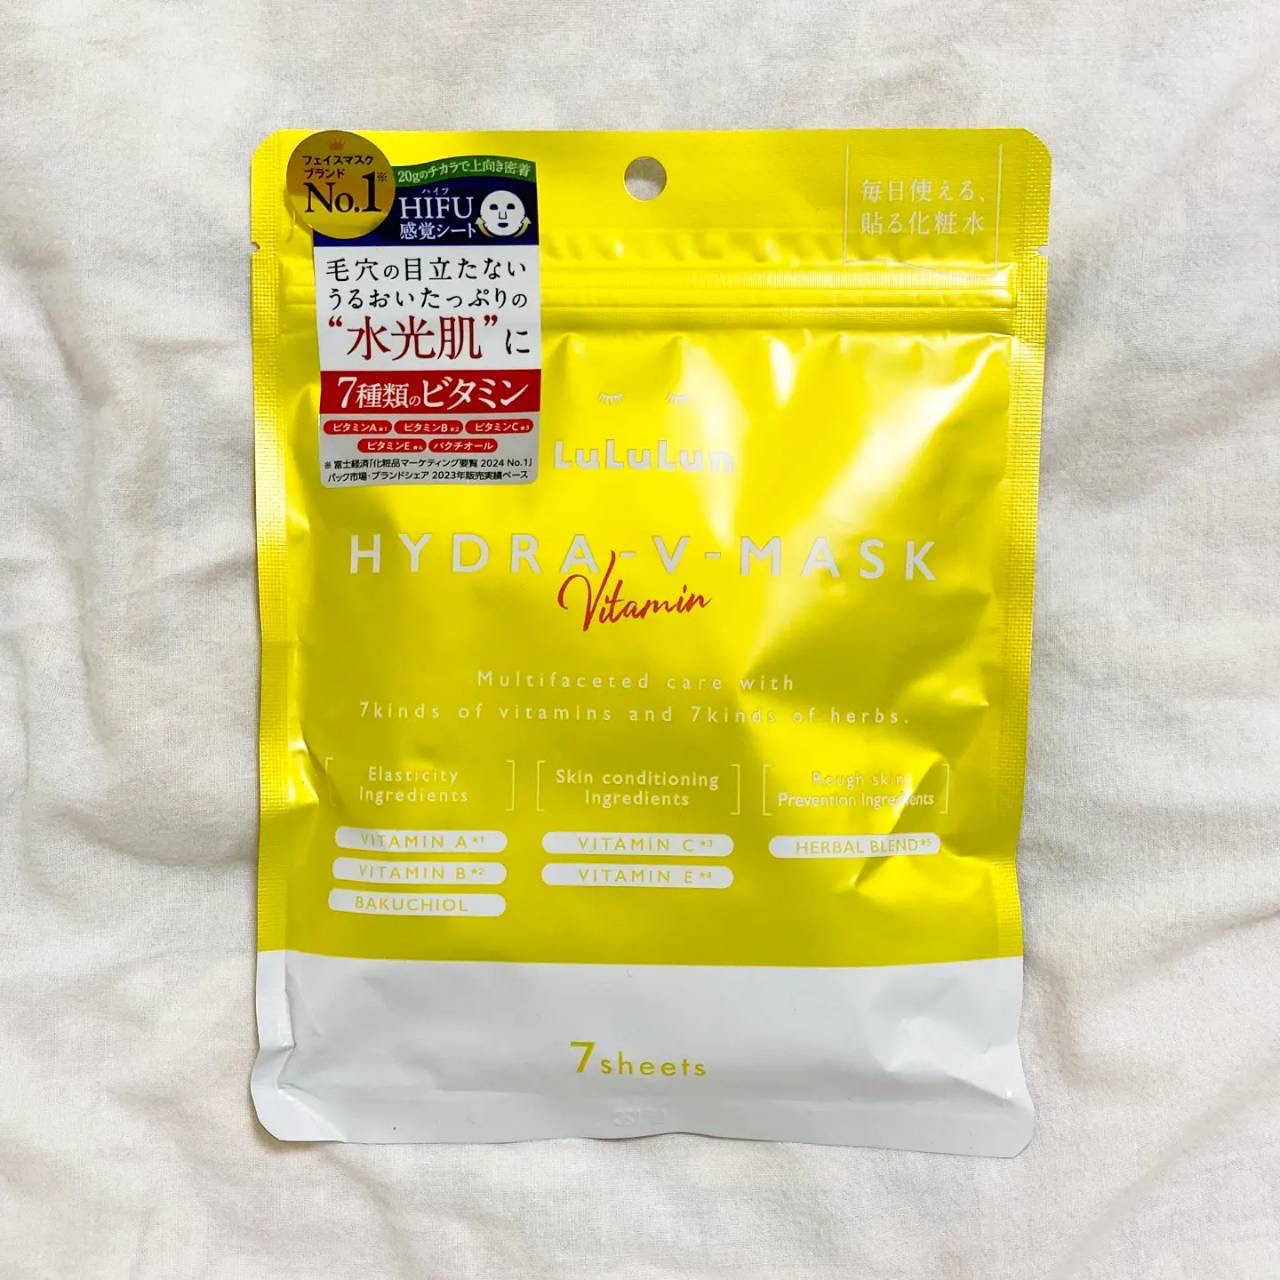 フェイスマスク
ブランド
No.1※
20gのチカラで上向き密着
ハイフ
HIFU
感覚シート
毛穴の目立たない
うるおいたっぷりの
“水光肌”に
7種類のビタミン
ビタミンA※1 ビタミンB※2 ビタミンC※3
ビタミンE※4 バクチオール
※富士経済「化粧品マーケティング要覧 2024 No.1」
パック市場・ブランドシェア 2023年販売実績ベース
毎日使える、
貼る化粧水
LuLuLun
HYDRA-V-MASK
Vitamin
Multifaceted care with
7kinds of vitamins and 7kinds of herbs.
Elasticity
Ingredients
VITAMIN A※1
VITAMIN B※2
BAKUCHIOL
Skin conditioning
Ingredients
VITAMIN C※3
VITAMIN E※4
Rough skin
Prevention Ingredients
HERBAL BLEND※5
7sheets